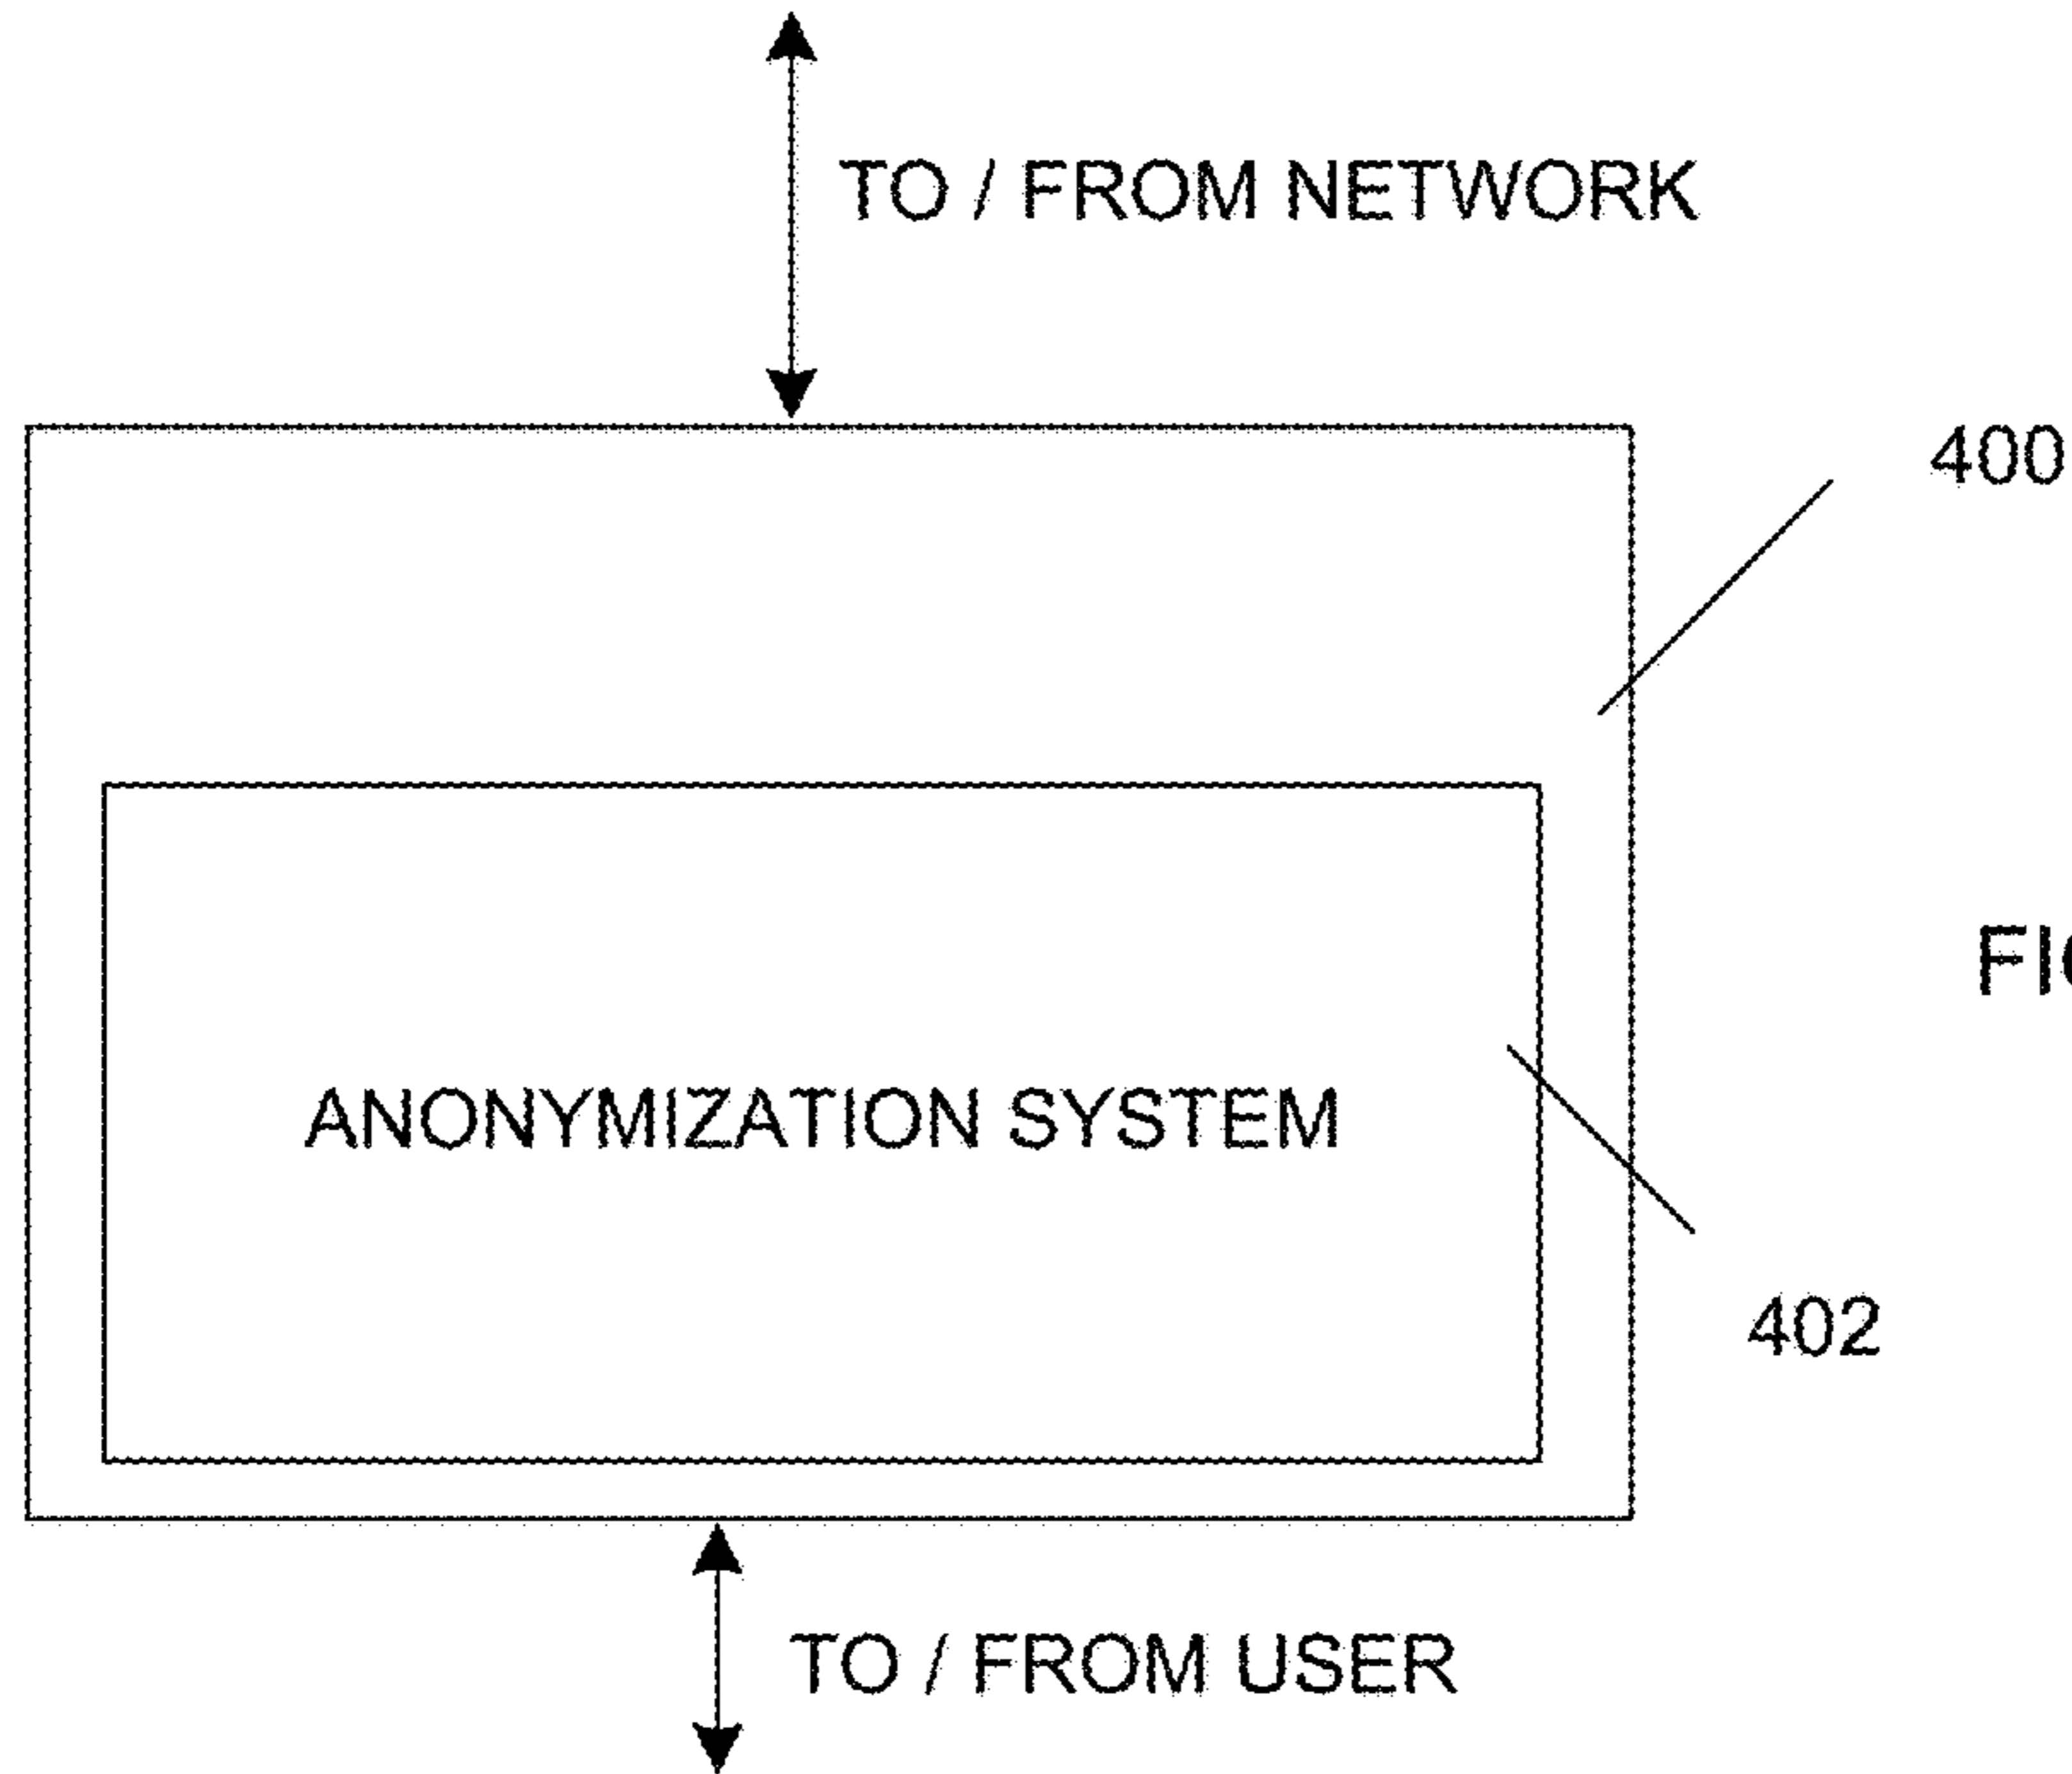 TO / FROM NETWORK
400
ANONYMIZATION SYSTEM
402
TO / FROM USER